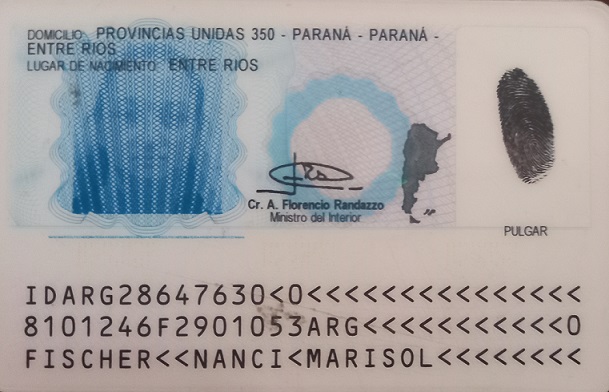 DOMICILIO: PROVINCIAS UNIDAS 350 - PARANÁ - PARANÁ -
ENTRE RIOS
LUGAR DE NACIMIENTO: ENTRE RIOS
Cr. A. Florencio Randazzo
Ministro del Interior
PULGAR
IDARG28647630<0<<<<<<<<<<<<<<<
8101246F2901053ARG<<<<<<<<<<<0
FISCHER<<NANCI<MARISOL<<<<<<<<